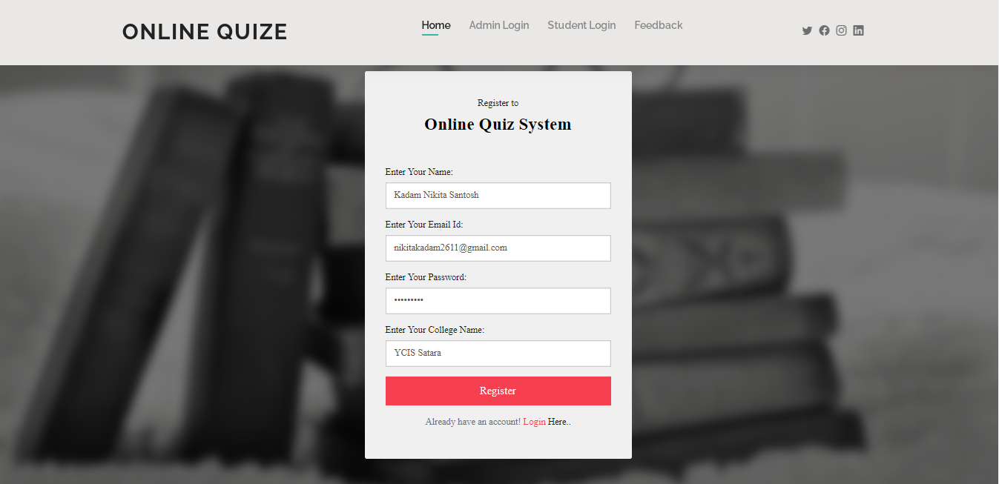 ONLINE QUIZE
Home Admin Login Student Login Feedback
Register to
Online Quiz System
Enter Your Name:
Kadam Nikita Santosh
Enter Your Email Id:
nikitakadam2611@gmail.com
Enter Your Password:
•••••••••
Enter Your College Name:
YCIS Satara
Register
Already have an account! Login Here..